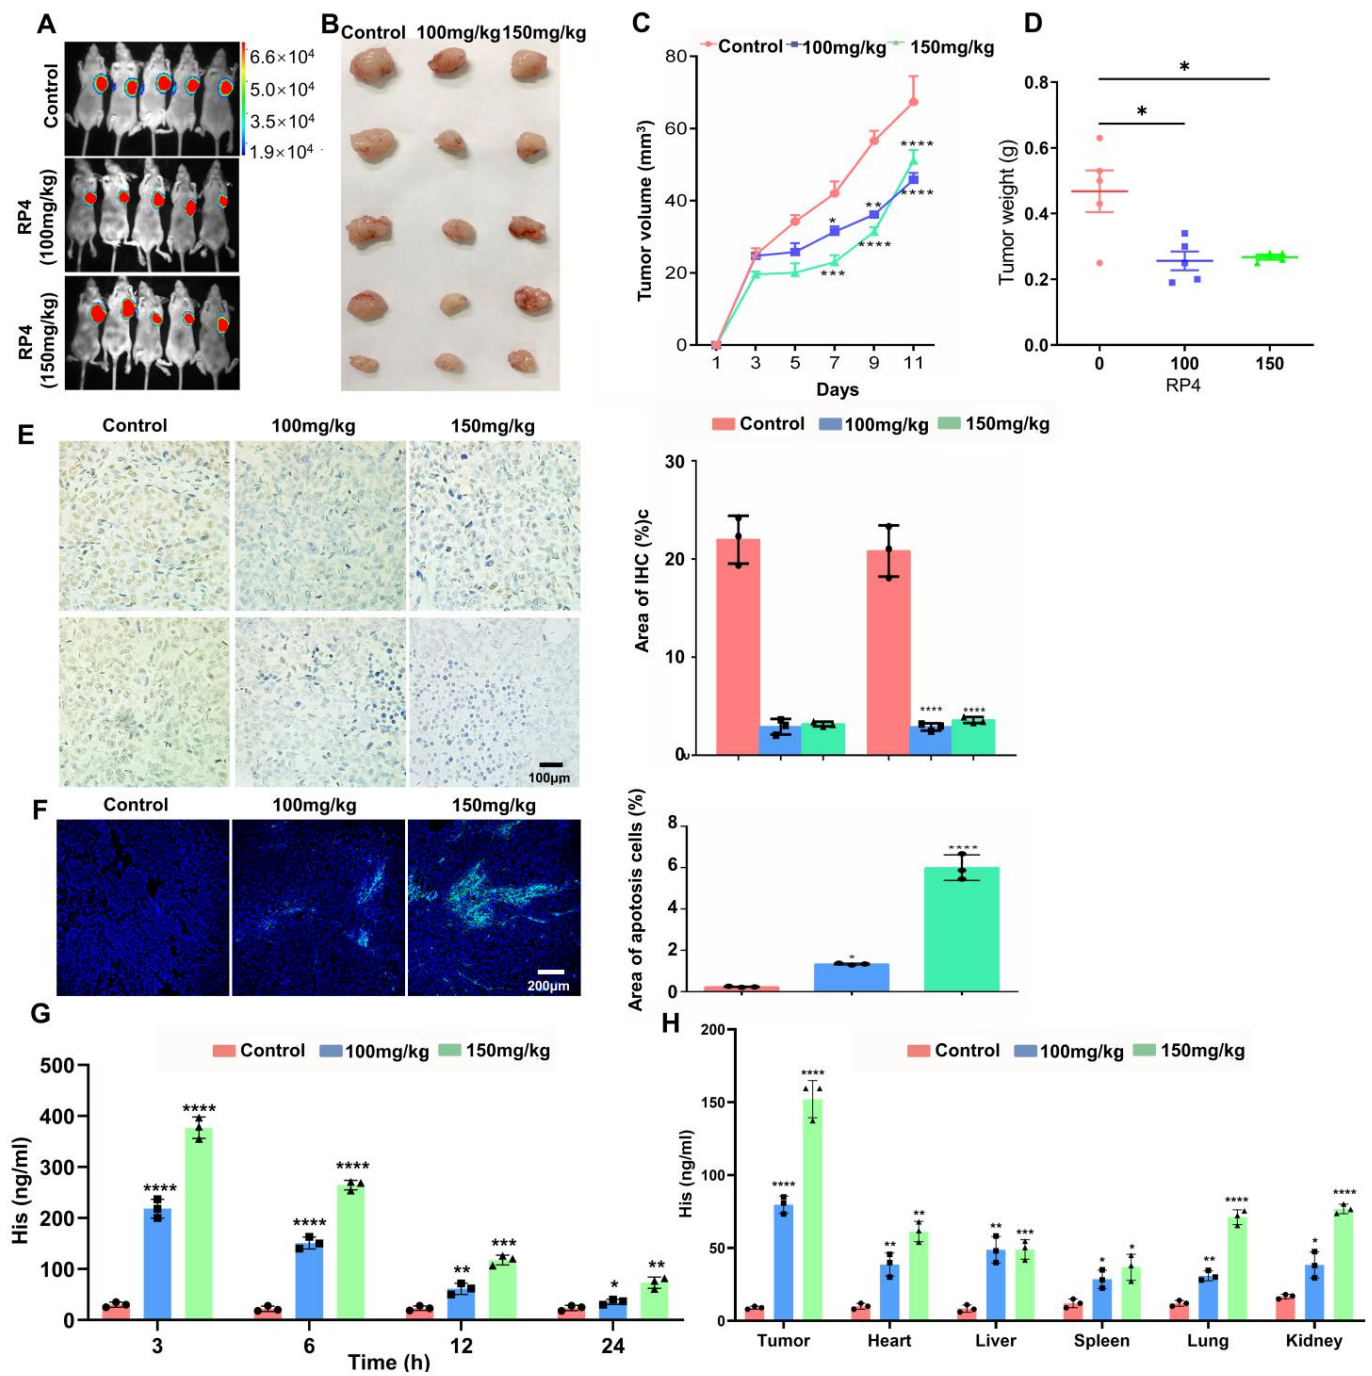 A
Control
RP4
(100mg/kg)
RP4
(150mg/kg)
6.6×10⁴
5.0×10⁴
3.5×10⁴
1.9×10⁴
B
Control 100mg/kg 150mg/kg
C
Control 100mg/kg 150mg/kg
Tumor volume (mm³)
80
60
40
20
0
* ** **** ****
*** ****
1 3 5 7 9 11
Days
D
Tumor weight (g)
0.8
0.6
0.4
0.2
0.0
*
*
0 100 150
RP4
E
Control 100mg/kg 150mg/kg
100µm
Control 100mg/kg 150mg/kg
Area of IHC (%)c
30
20
10
0
**** ****
F
Control 100mg/kg 150mg/kg
200µm
Area of apotosis cells (%)
8
6
4
2
0
* ****
G
Control 100mg/kg 150mg/kg
His (ng/ml)
500
400
300
200
100
0
**** **** **** **** ** *** * **
3 6 12 24
Time (h)
H
Control 100mg/kg 150mg/kg
His (ng/ml)
200
150
100
50
0
**** **** ** ** ** *** * * ** **** * ****
Tumor Heart Liver Spleen Lung Kidney